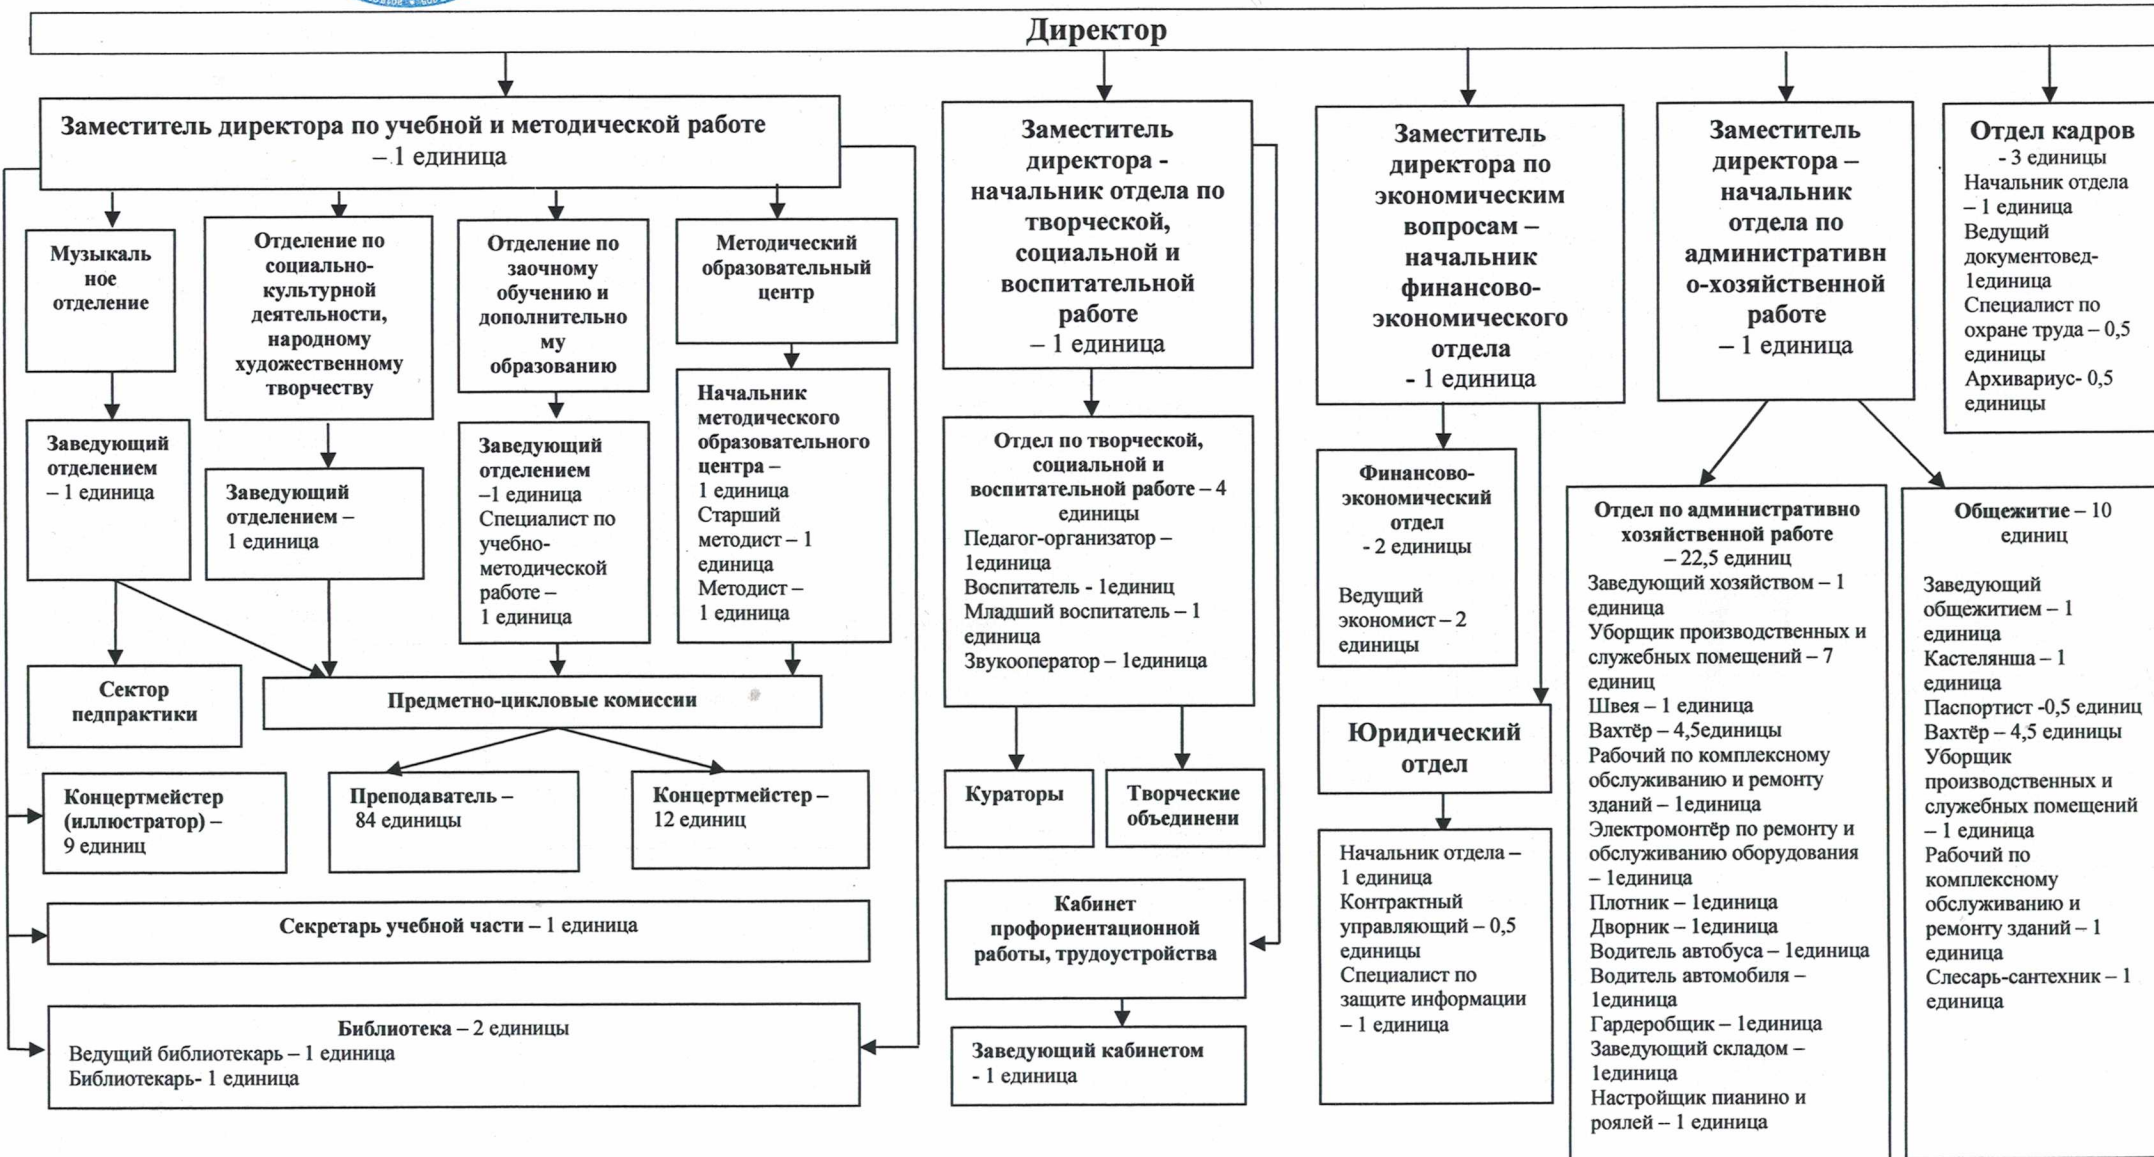 Директор
Заместитель директора по учебной и методической работе
– 1 единица
Музыкаль
ное
отделение
Отделение по
социально-
культурной
деятельности,
народному
художественному
творчеству
Отделение по
заочному
обучению и
дополнительно
му
образованию
Методический
образовательный
центр
Заведующий
отделением
– 1 единица
Заведующий
отделением –
1 единица
Заведующий
отделением
–1 единица
Специалист по
учебно-
методической
работе –
1 единица
Начальник
методического
образовательного
центра –
1 единица
Старший
методист – 1
единица
Методист –
1 единица
Сектор
педпрактики
Предметно-цикловые комиссии
Концертмейстер
(иллюстратор) –
9 единиц
Преподаватель –
84 единицы
Концертмейстер –
12 единиц
Секретарь учебной части – 1 единица
Библиотека – 2 единицы
Ведущий библиотекарь – 1 единица
Библиотекарь- 1 единица
Заместитель
директора -
начальник отдела по
творческой,
социальной и
воспитательной
работе
– 1 единица
Отдел по творческой,
социальной и
воспитательной работе – 4
единицы
Педагог-организатор –
1единица
Воспитатель - 1единиц
Младший воспитатель – 1
единица
Звукооператор – 1единица
Кураторы
Творческие
объединени
Кабинет
профориентационной
работы, трудоустройства
Заведующий кабинетом
- 1 единица
Заместитель
директора по
экономическим
вопросам –
начальник
финансово-
экономического
отдела
- 1 единица
Финансово-
экономический
отдел
- 2 единицы
Ведущий
экономист – 2
единицы
Юридический
отдел
Начальник отдела –
1 единица
Контрактный
управляющий – 0,5
единицы
Специалист по
защите информации
– 1 единица
Заместитель
директора –
начальник
отдела по
административн
о-хозяйственной
работе
– 1 единица
Отдел по административно
хозяйственной работе
– 22,5 единиц
Заведующий хозяйством – 1
единица
Уборщик производственных и
служебных помещений – 7
единиц
Швея – 1 единица
Вахтёр – 4,5единицы
Рабочий по комплексному
обслуживанию и ремонту
зданий – 1единица
Электромонтёр по ремонту и
обслуживанию оборудования
– 1единица
Плотник – 1единица
Дворник – 1единица
Водитель автобуса – 1единица
Водитель автомобиля –
1единица
Гардеробщик – 1единица
Заведующий складом –
1единица
Настройщик пианино и
роялей – 1 единица
Общежитие – 10
единиц
Заведующий
общежитием – 1
единица
Кастелянша – 1
единица
Паспортист -0,5 единиц
Вахтёр – 4,5 единицы
Уборщик
производственных и
служебных помещений
– 1 единица
Рабочий по
комплексному
обслуживанию и
ремонту зданий – 1
единица
Слесарь-сантехник – 1
единица
Отдел кадров
- 3 единицы
Начальник отдела
– 1 единица
Ведущий
документовед-
1единица
Специалист по
охране труда – 0,5
единицы
Архивариус- 0,5
единицы